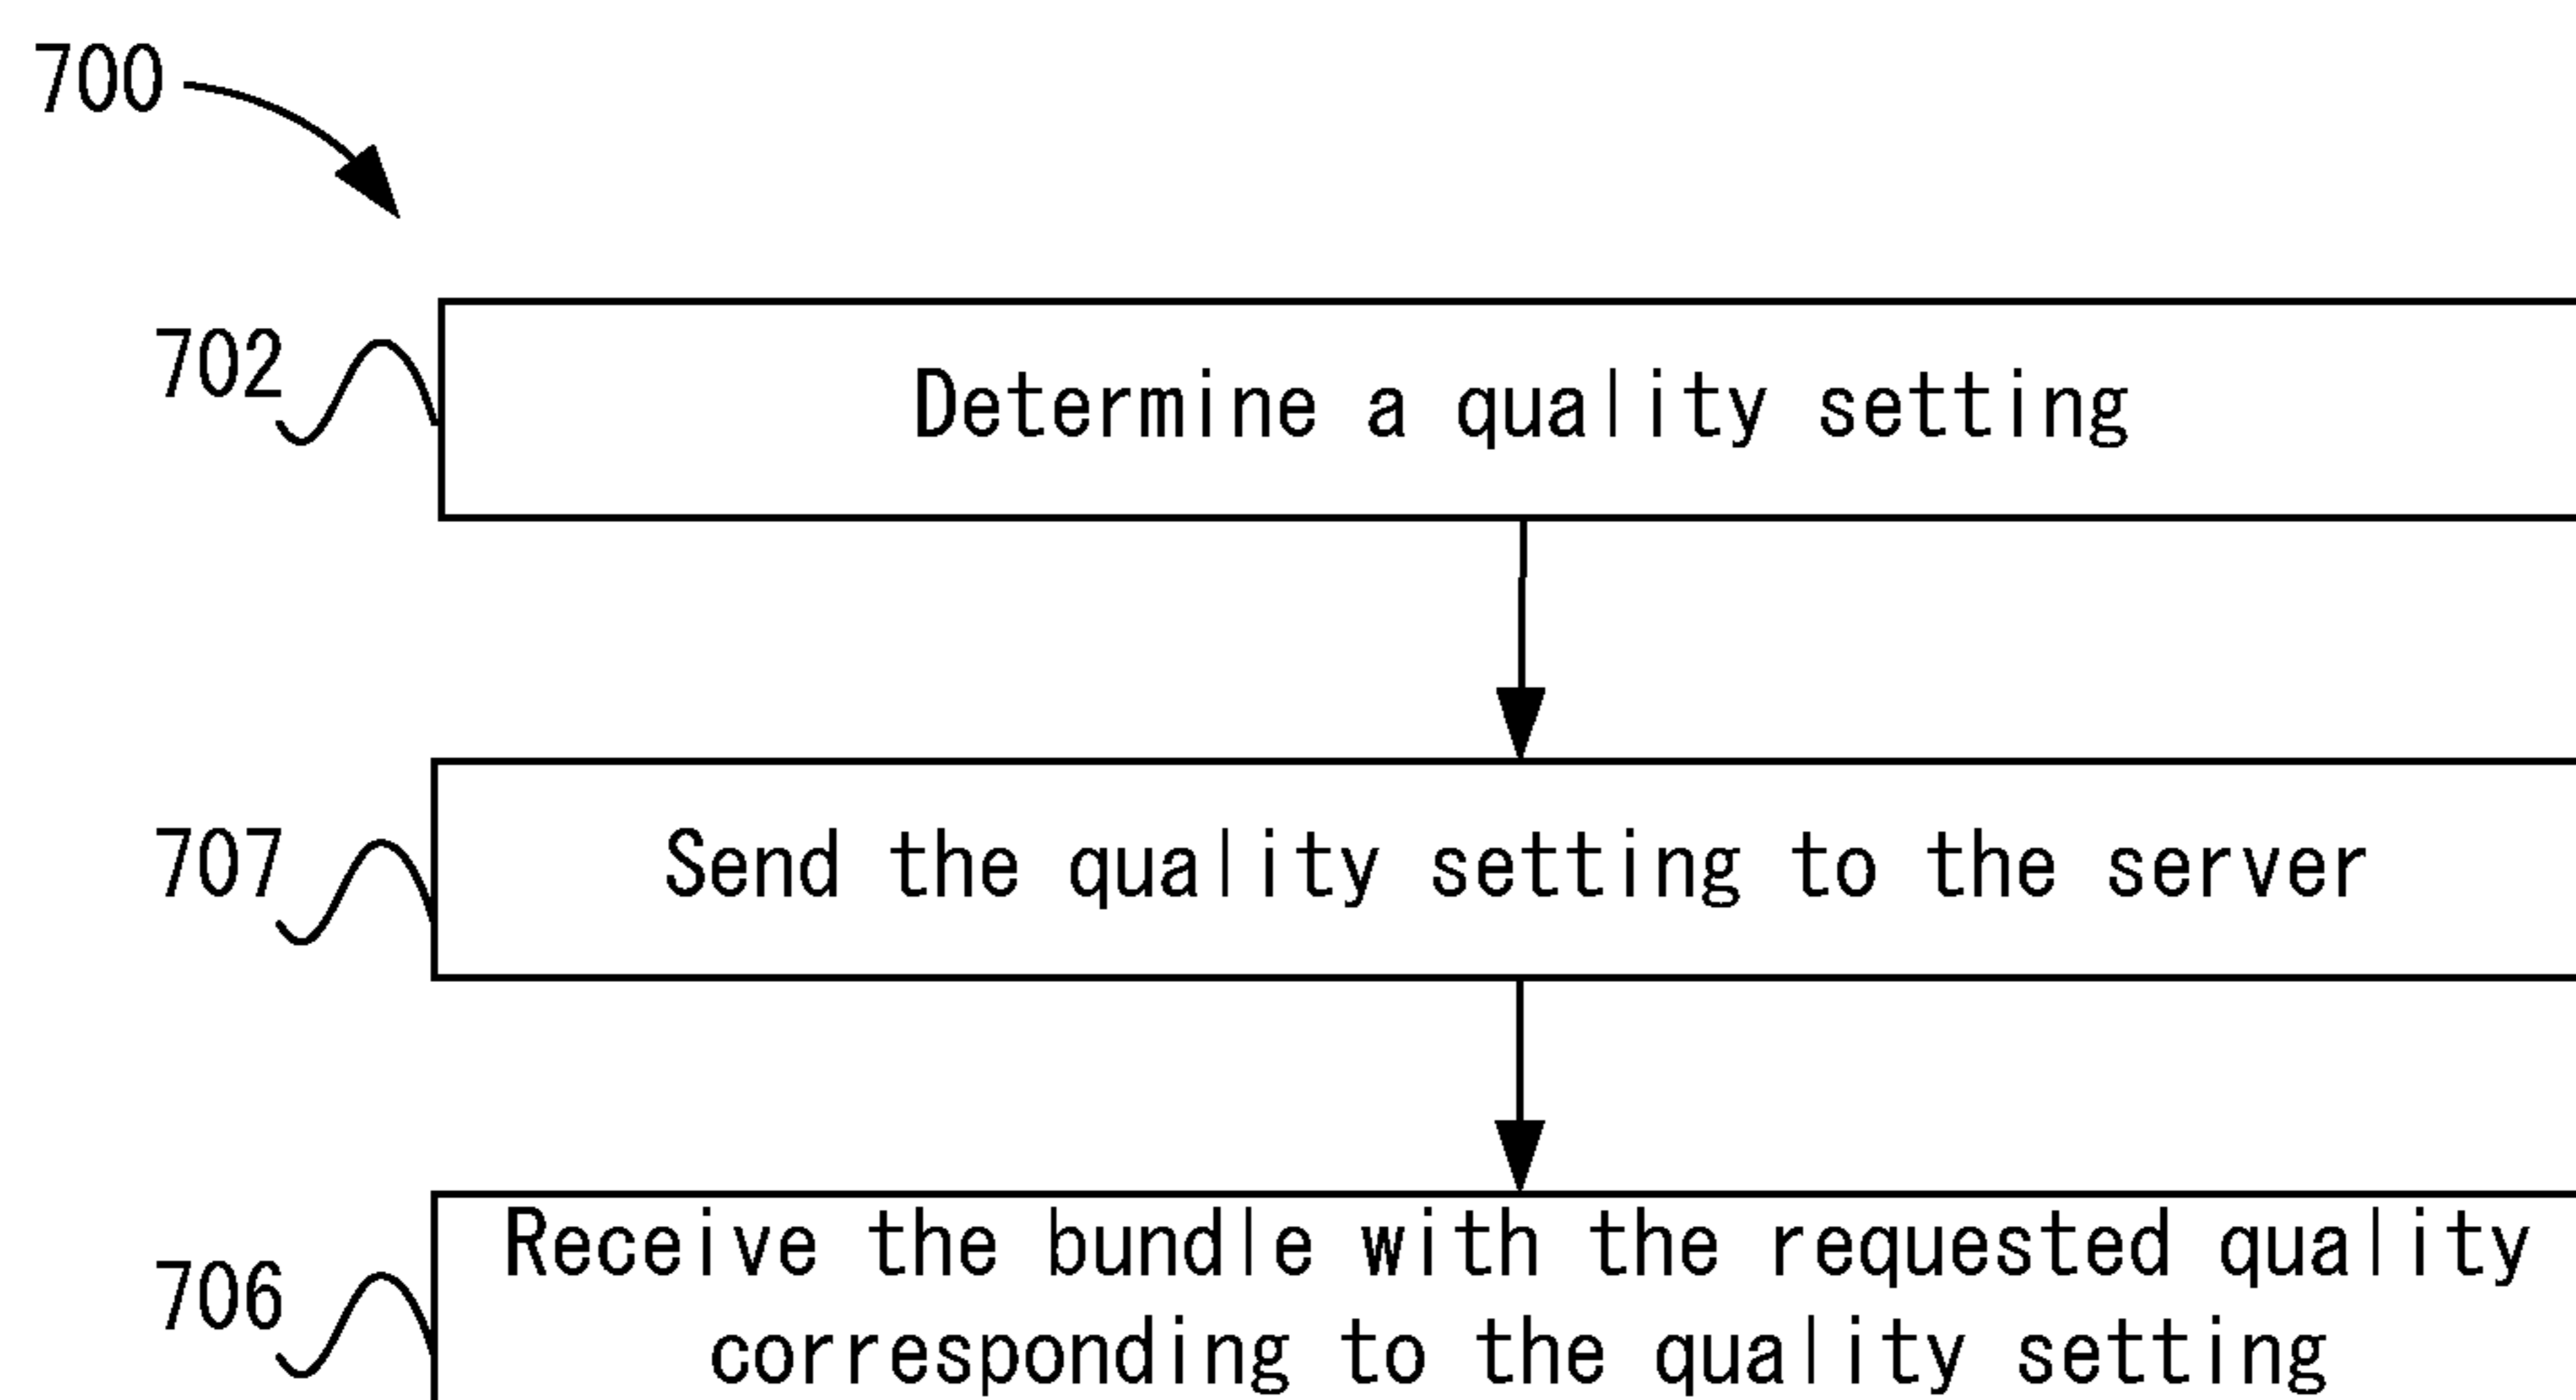 700
702
Determine a quality setting
707
Send the quality setting to the server
706
Receive the bundle with the requested quality
corresponding to the quality setting